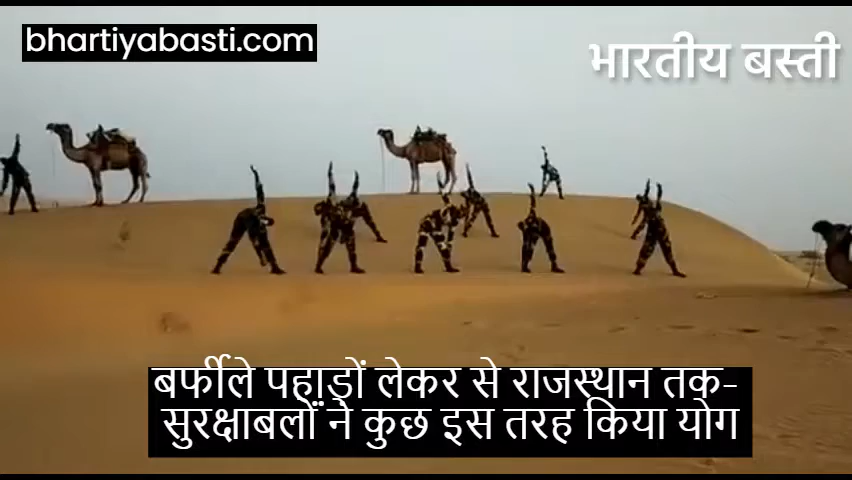 bhartiyabasti.com
भारतीय बस्ती
बर्फीले पहाड़ों लेकर से राजस्थान तक-
सुरक्षाबलों ने कुछ इस तरह किया योग